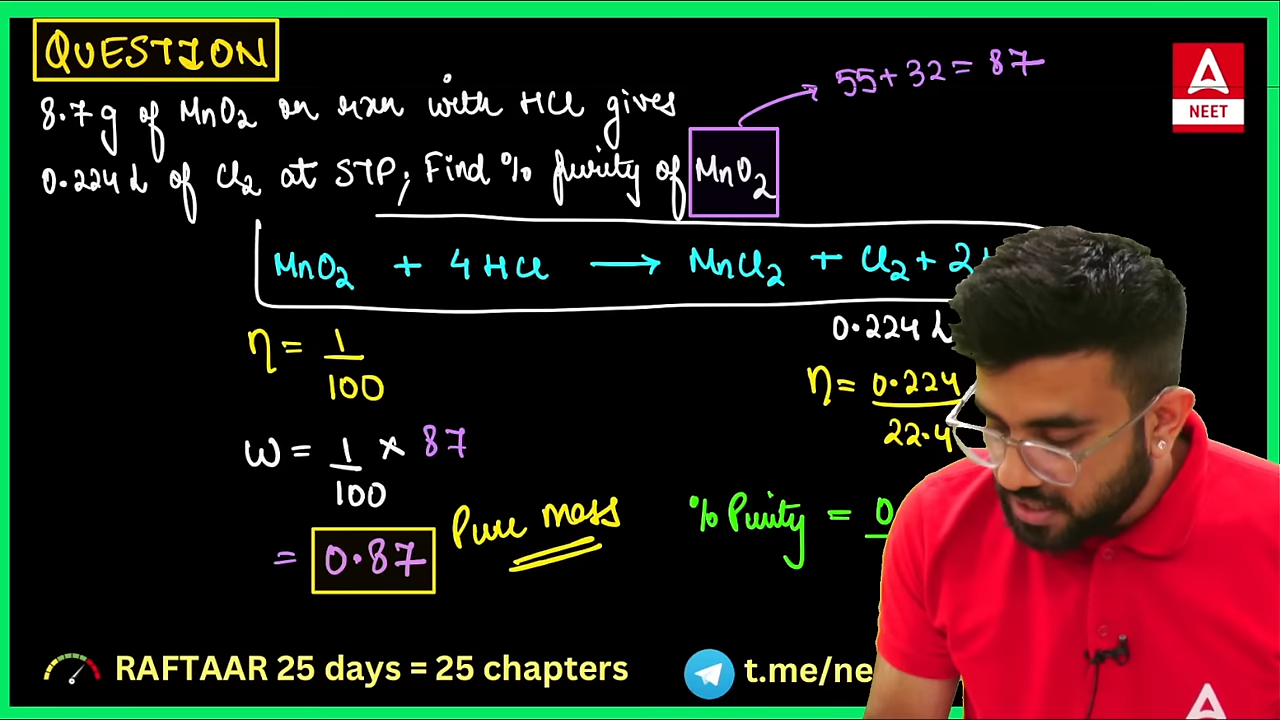 QUESTION
55+32 = 87
8.7 g of MnO2 on rxn with HCl gives
0.224 L of Cl2 at STP; Find % purity of MnO2
MnO2 + 4HCl → MnCl2 + Cl2 + 2
0.224 L
η = 1/100
η = 0.224/22.4
w = 1/100 × 87
= 0.87 Pure mass
% Purity = 0
RAFTAAR 25 days = 25 chapters
t.me/ne
A
NEET
A